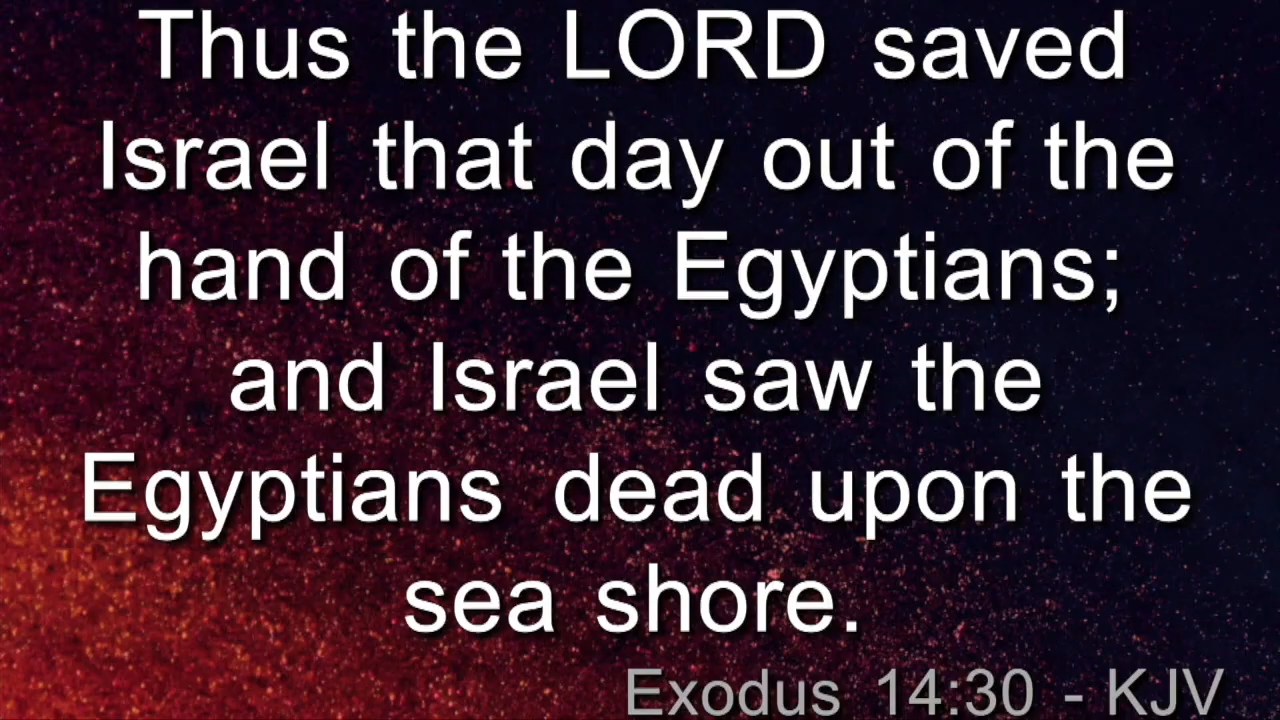 Thus the LORD saved
Israel that day out of the
hand of the Egyptians;
and Israel saw the
Egyptians dead upon the
sea shore.
Exodus 14:30 - KJV